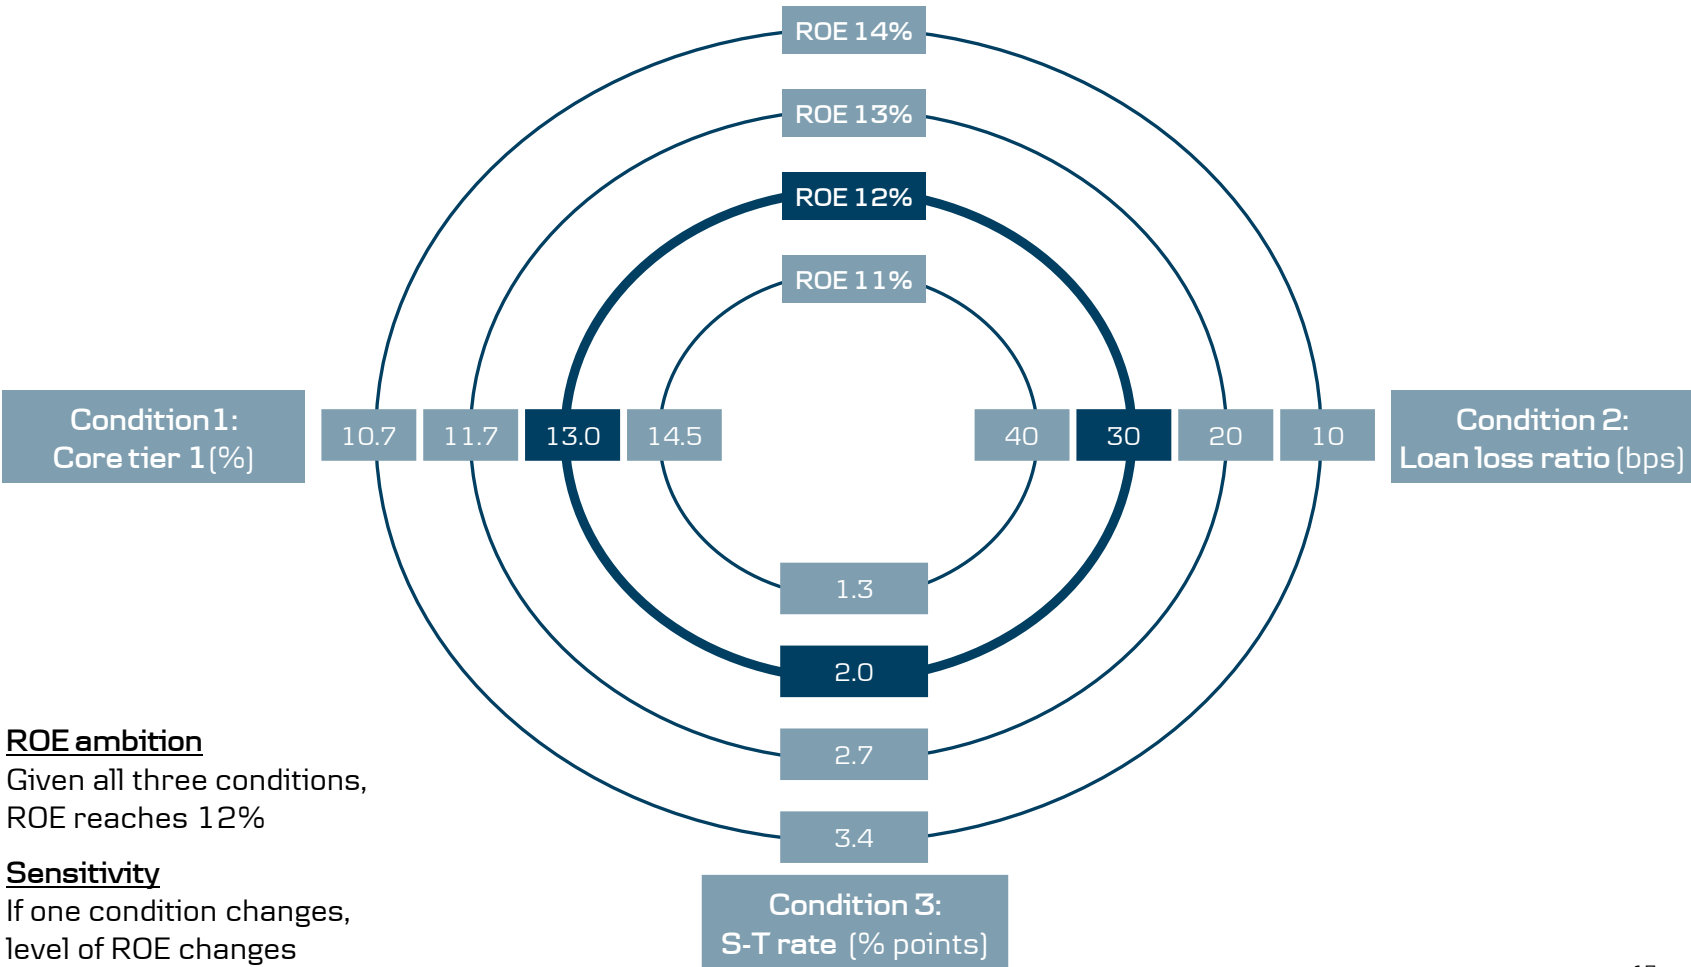 ROE 14%
ROE 13%
ROE 12%
ROE 11%
Condition 1:
Core tier 1 (%)
10.7 11.7 13.0 14.5
40 30 20 10
Condition 2:
Loan loss ratio (bps)
1.3
2.0
2.7
3.4
Condition 3:
S-T rate (% points)
ROE ambition
Given all three conditions,
ROE reaches 12%
Sensitivity
If one condition changes,
level of ROE changes